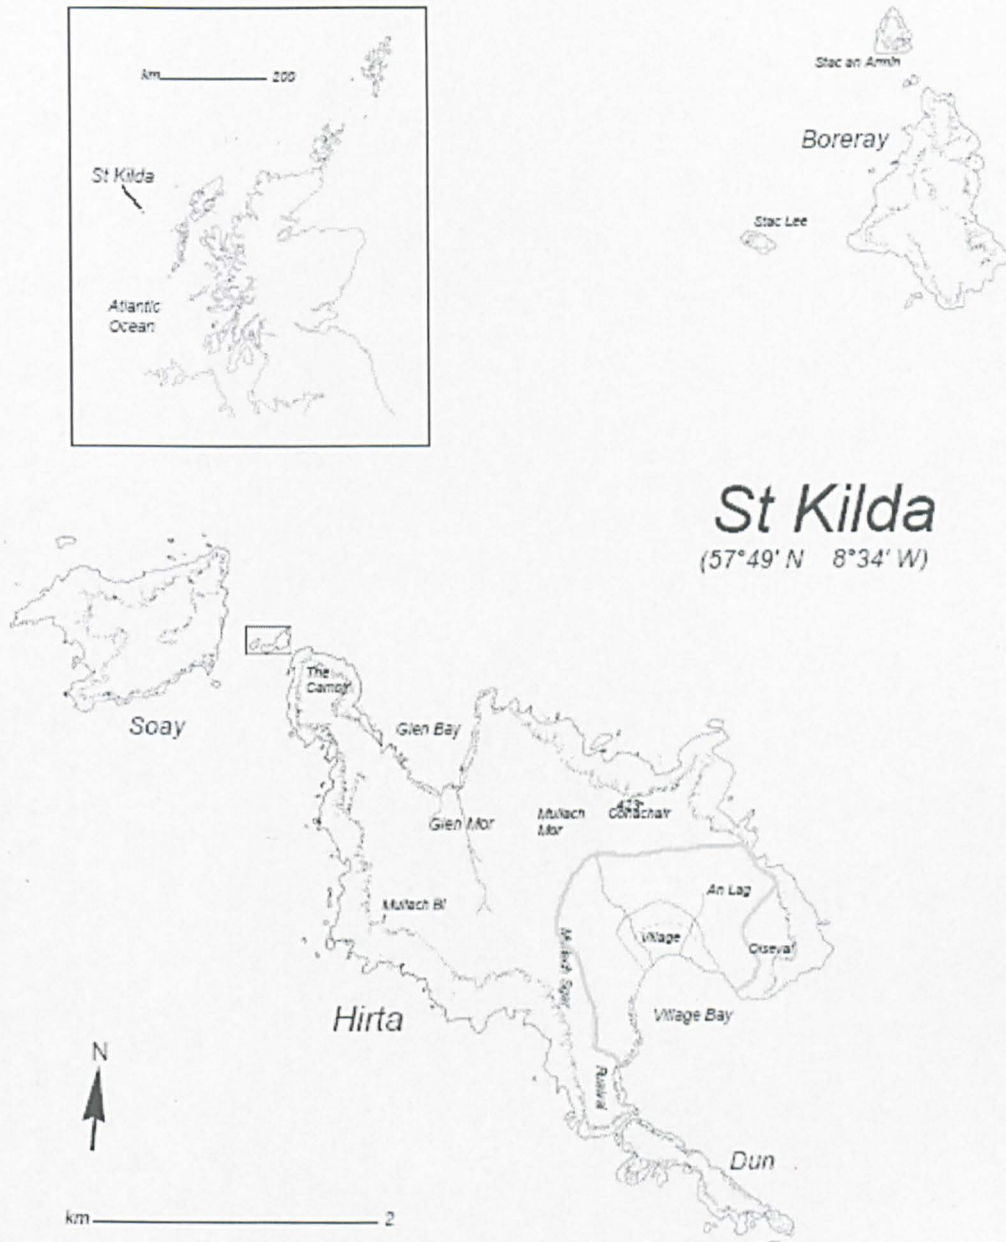 km 200
St Kilda
Atlantic
Ocean
Stac an Armin
Boreray
Stac Lee
St Kilda
(57°49' N 8°34' W)
Soay
The
Glen Bay
Glen Mor
Mullach
Mor
Conachair
Mullach Bi
An Lag
Village
Oiseval
Mullach Sgar
Village Bay
Ruaival
Hirta
Dun
N
km 2